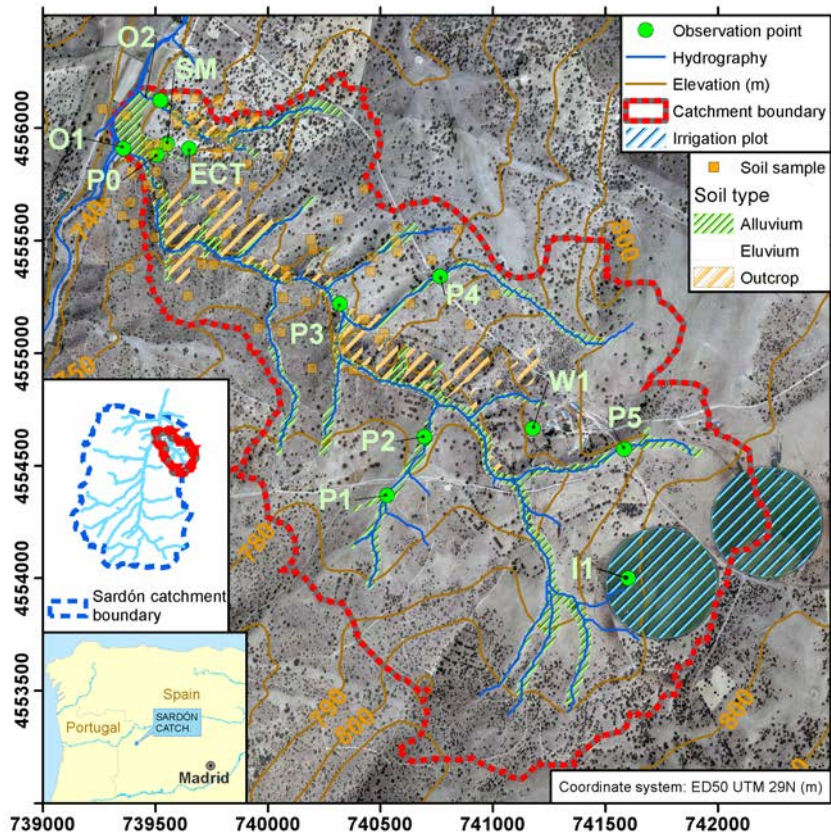 O2
SM
O1
P0
ECT
P3
P4
W1
P2
P5
P1
I1
740
750
800
780
790
800
800
Observation point
Hydrography
Elevation (m)
Catchment boundary
Irrigation plot
Soil sample
Soil type
Alluvium
Eluvium
Outcrop
Sardón catchment
boundary
Spain
Portugal
SARDÓN
CATCH.
Madrid
Coordinate system: ED50 UTM 29N (m)
4556000
4555500
4555000
4554500
4554000
4553500
739000
739500
740000
740500
741000
741500
742000